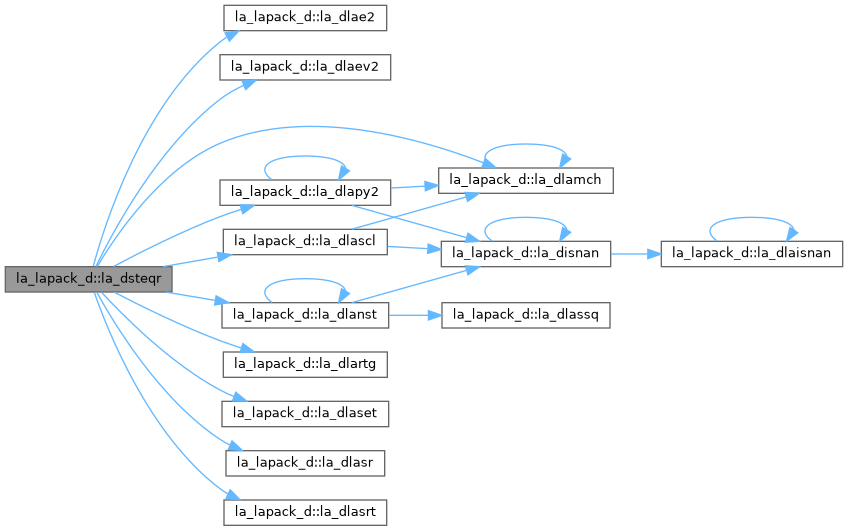 la_lapack_d::la_dsteqr
la_lapack_d::la_dlae2
la_lapack_d::la_dlaev2
la_lapack_d::la_dlapy2
la_lapack_d::la_dlascl
la_lapack_d::la_dlanst
la_lapack_d::la_dlartg
la_lapack_d::la_dlaset
la_lapack_d::la_dlasr
la_lapack_d::la_dlasrt
la_lapack_d::la_dlamch
la_lapack_d::la_disnan
la_lapack_d::la_dlassq
la_lapack_d::la_dlaisnan